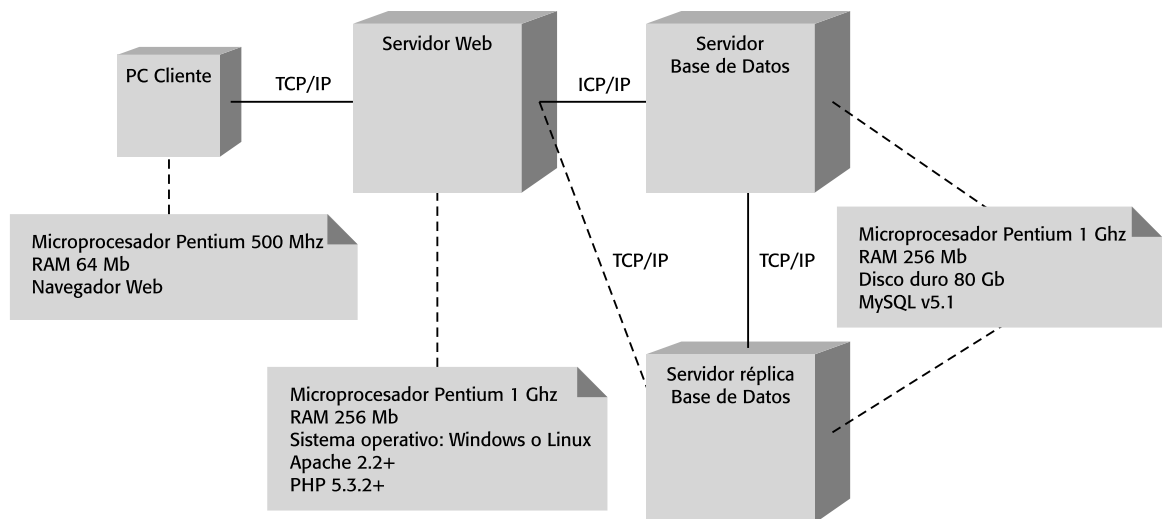 PC Cliente
TCP/IP
Servidor Web
ICP/IP
Servidor
Base de Datos
Microprocesador Pentium 500 Mhz
RAM 64 Mb
Navegador Web
TCP/IP
TCP/IP
Microprocesador Pentium 1 Ghz
RAM 256 Mb
Disco duro 80 Gb
MySQL v5.1
Microprocesador Pentium 1 Ghz
RAM 256 Mb
Sistema operativo: Windows o Linux
Apache 2.2+
PHP 5.3.2+
Servidor réplica
Base de Datos